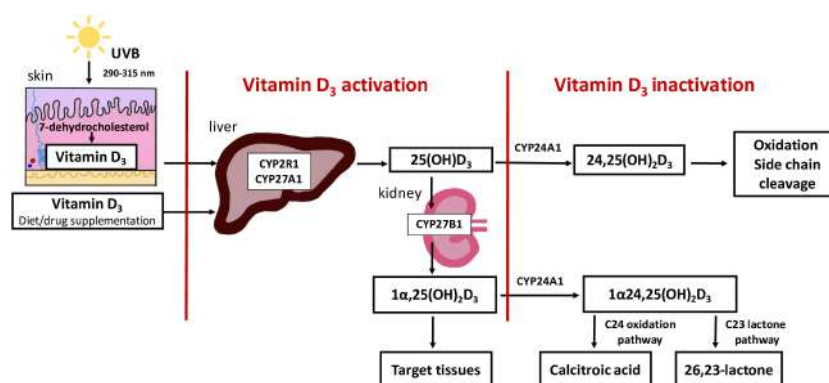 UVB
290-315 nm
skin
7-dehydrocholesterol
Vitamin D₃
Vitamin D₃
Diet/drug supplementation
Vitamin D₃ activation
liver
CYP2R1
CYP27A1
25(OH)D₃
kidney
CYP27B1
1α,25(OH)₂D₃
Target tissues
Vitamin D₃ inactivation
CYP24A1
24,25(OH)₂D₃
Oxidation
Side chain
cleavage
CYP24A1
1α24,25(OH)₂D₃
C24 oxidation
pathway
C23 lactone
pathway
Calcitroic acid
26,23-lactone